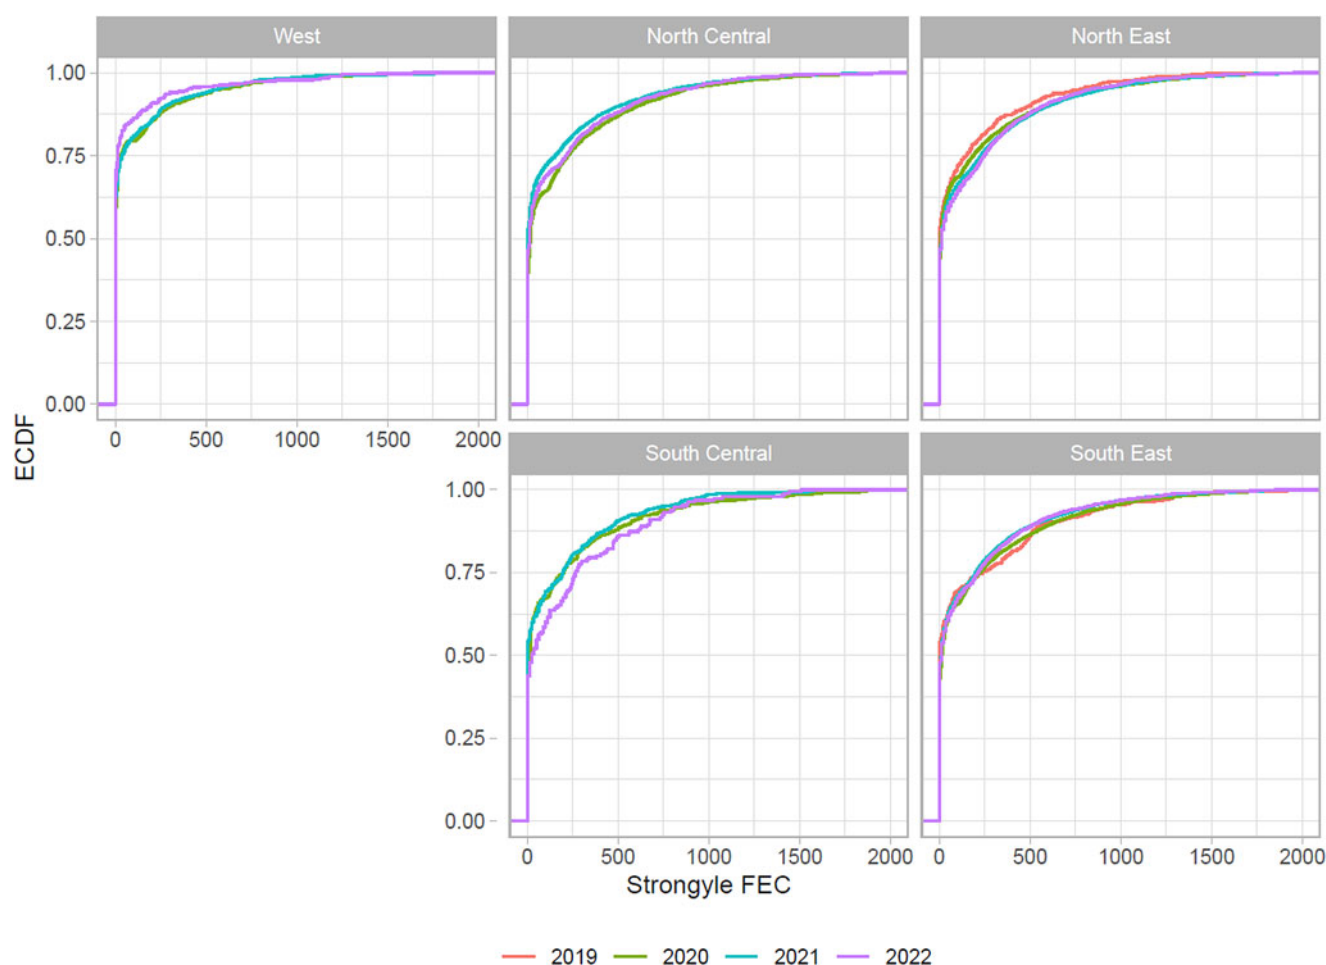 West North Central North East
1.00
0.75
0.50
0.25
0.00
0 500 1000 1500 2000
South Central South East
1.00
0.75
0.50
0.25
0.00
0 500 1000 1500 2000 0 500 1000 1500 2000
ECDF
Strongyle FEC
2019 2020 2021 2022